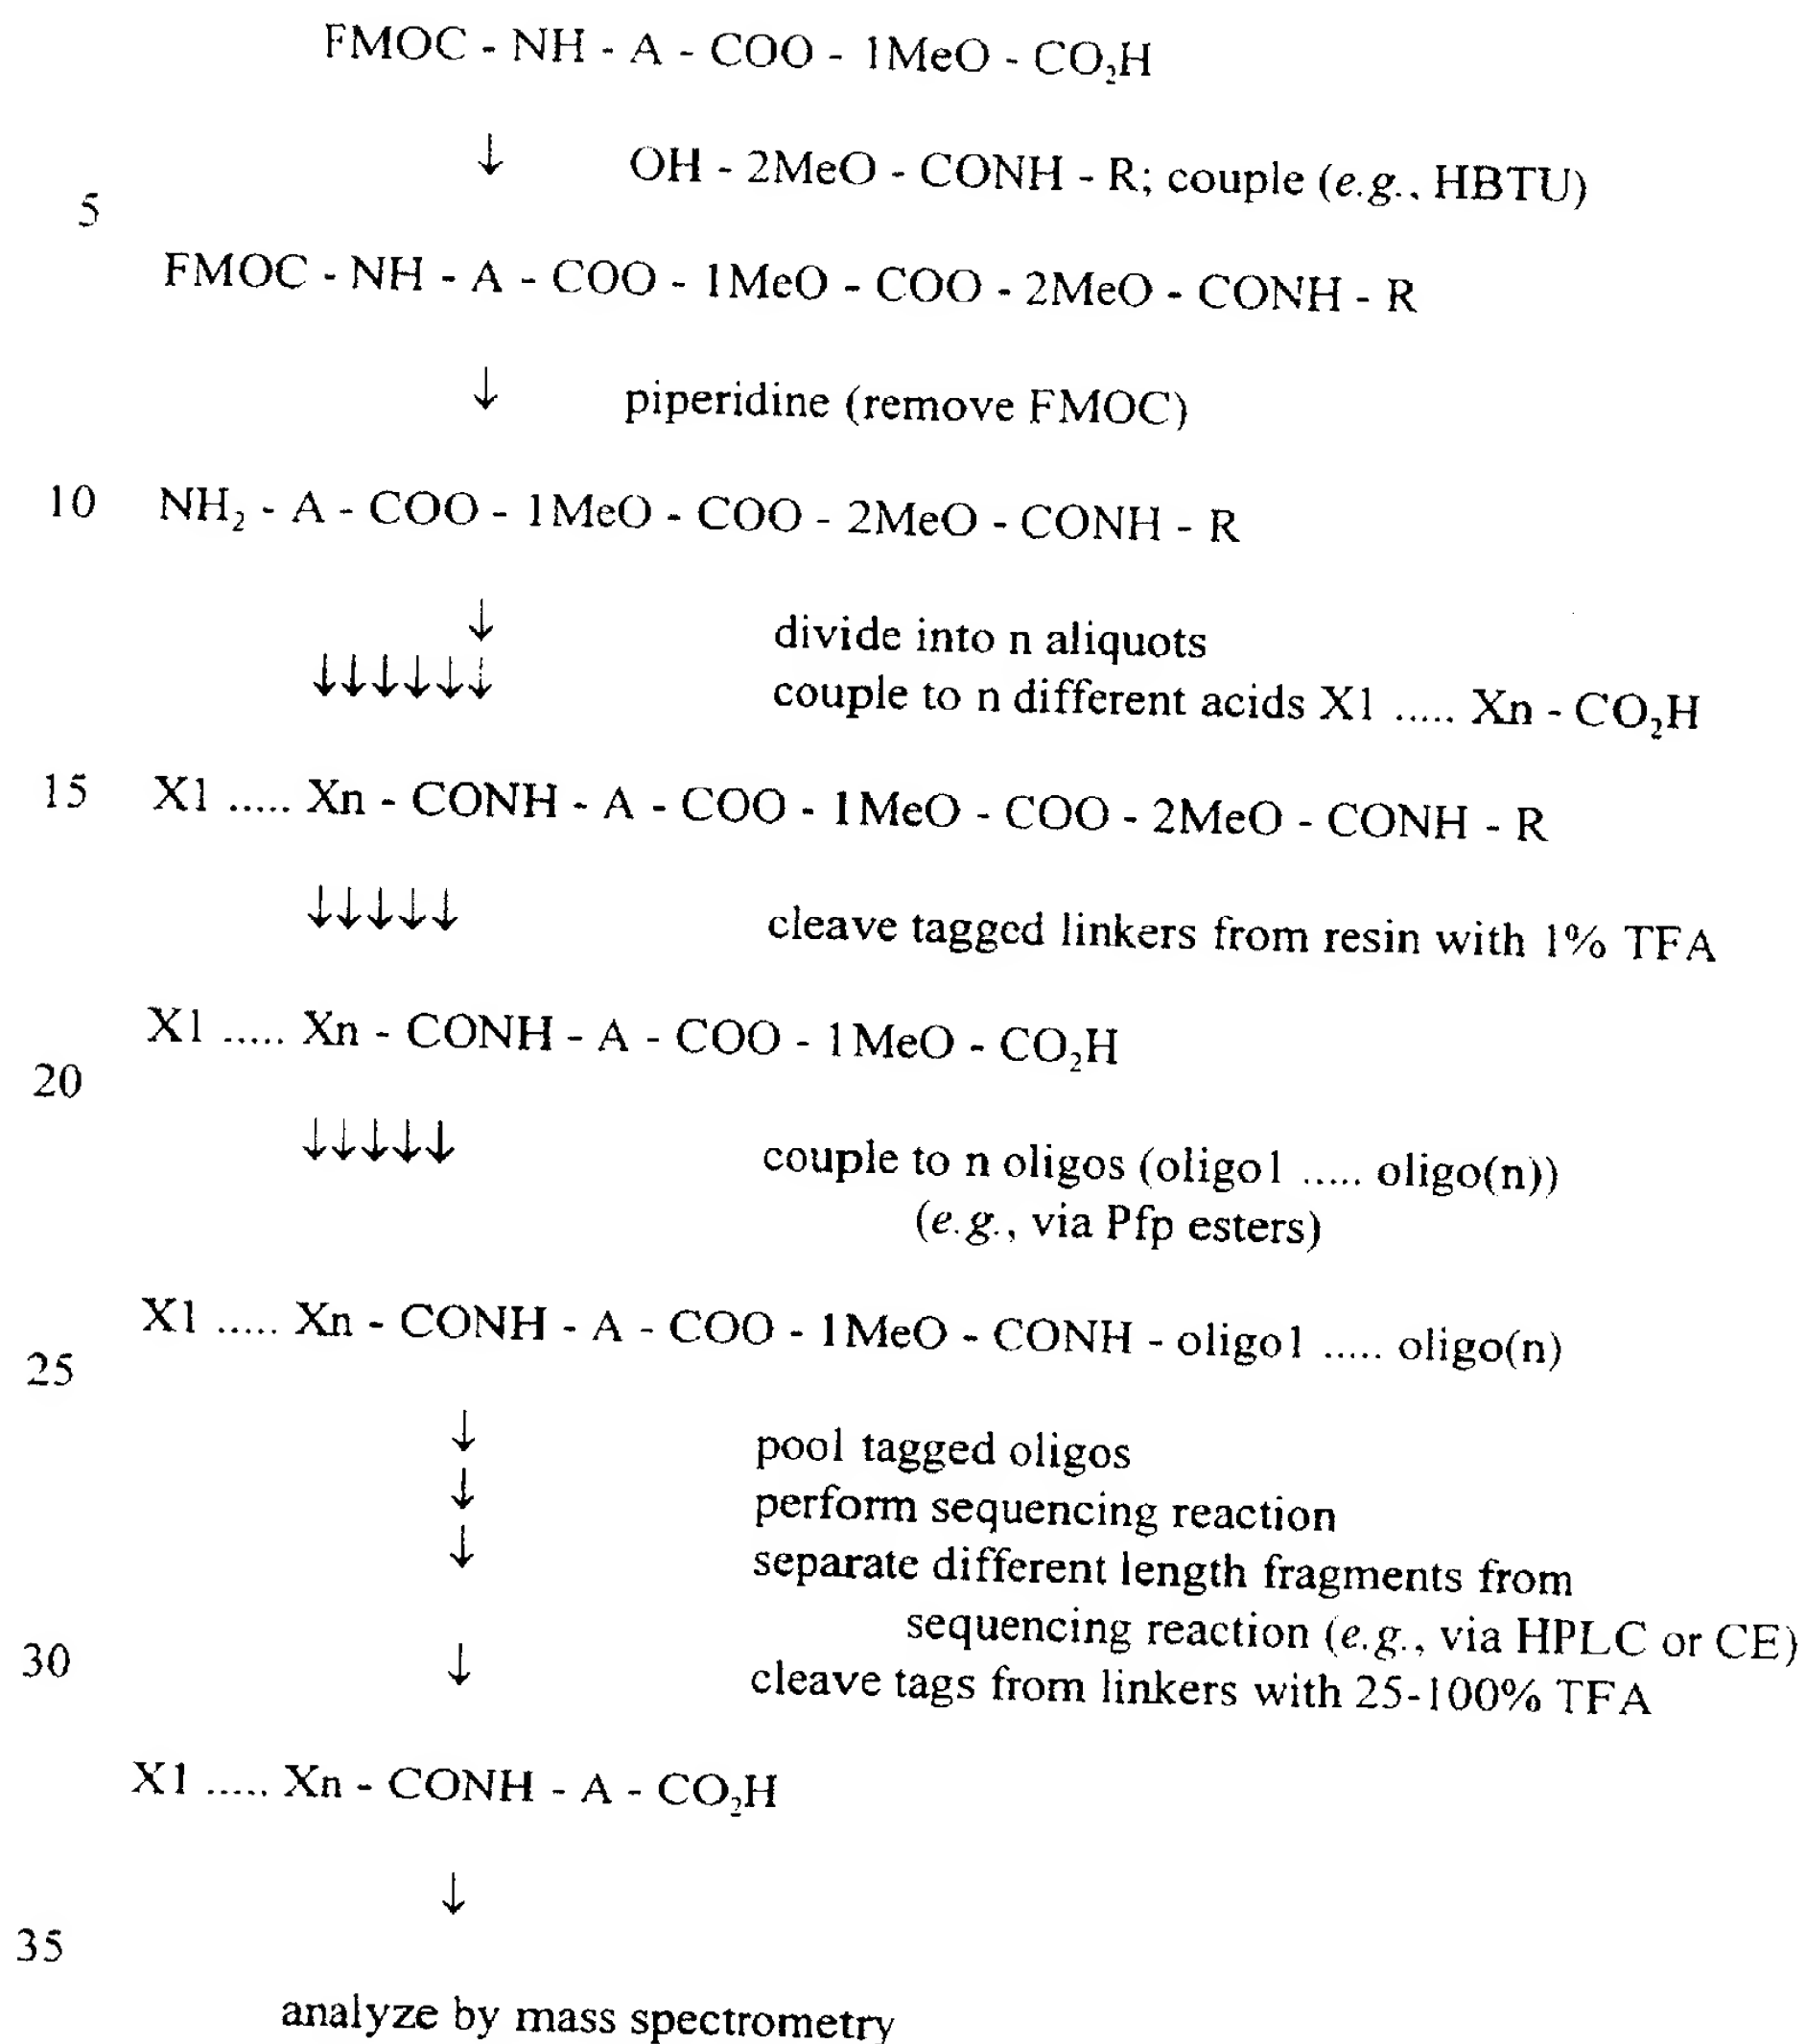 FMOC - NH - A - COO - 1MeO - CO₂H
↓ OH - 2MeO - CONH - R; couple (e.g., HBTU)
5
FMOC - NH - A - COO - 1MeO - COO - 2MeO - CONH - R
↓ piperidine (remove FMOC)
10 NH₂ - A - COO - 1MeO - COO - 2MeO - CONH - R
↓ divide into n aliquots
↓↓↓↓↓↓ couple to n different acids X1 ..... Xn - CO₂H
15 X1 ..... Xn - CONH - A - COO - 1MeO - COO - 2MeO - CONH - R
↓↓↓↓↓ cleave tagged linkers from resin with 1% TFA
X1 ..... Xn - CONH - A - COO - 1MeO - CO₂H
20
↓↓↓↓↓ couple to n oligos (oligo1 ..... oligo(n))
(e.g., via Pfp esters)
X1 ..... Xn - CONH - A - COO - 1MeO - CONH - oligo1 ..... oligo(n)
25
↓ pool tagged oligos
↓ perform sequencing reaction
↓ separate different length fragments from
sequencing reaction (e.g., via HPLC or CE)
30 ↓ cleave tags from linkers with 25-100% TFA
X1 ..... Xn - CONH - A - CO₂H
↓
35
analyze by mass spectrometry